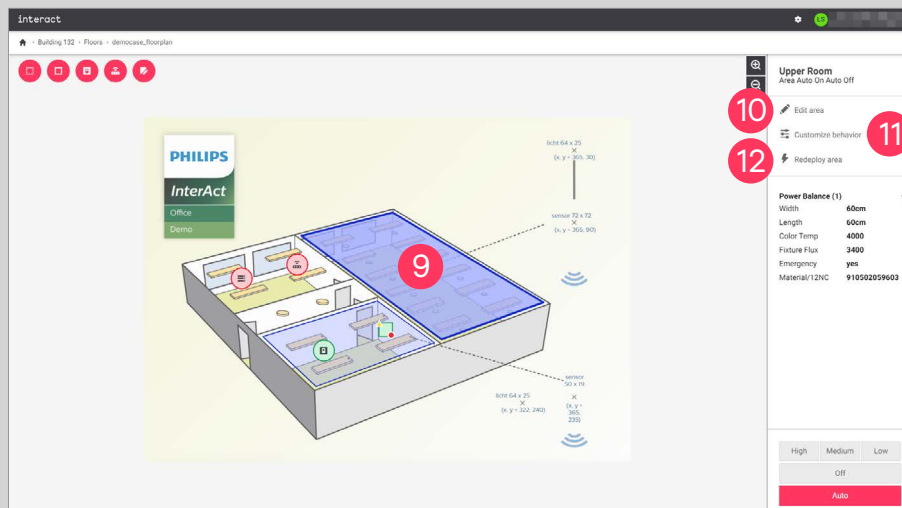 interact
LS
Building 132 › Floors › democase_floorplan
PHILIPS
InterAct
Office
Demo
licht 64 x 25
(x, y = 365, 30)
sensor 72 x 72
(x, y = 365, 90)
9
sensor
50 x 19
(x, y =
365,
235)
licht 64 x 25
(x, y = 322, 240)
Upper Room
Area Auto On Auto Off
10
Edit area
Customize behavior
11
12
Redeploy area
Power Balance (1)
Width 60cm
Length 60cm
Color Temp 4000
Fixture Flux 3400
Emergency yes
Material/12NC 910502059603
High Medium Low
Off
Auto